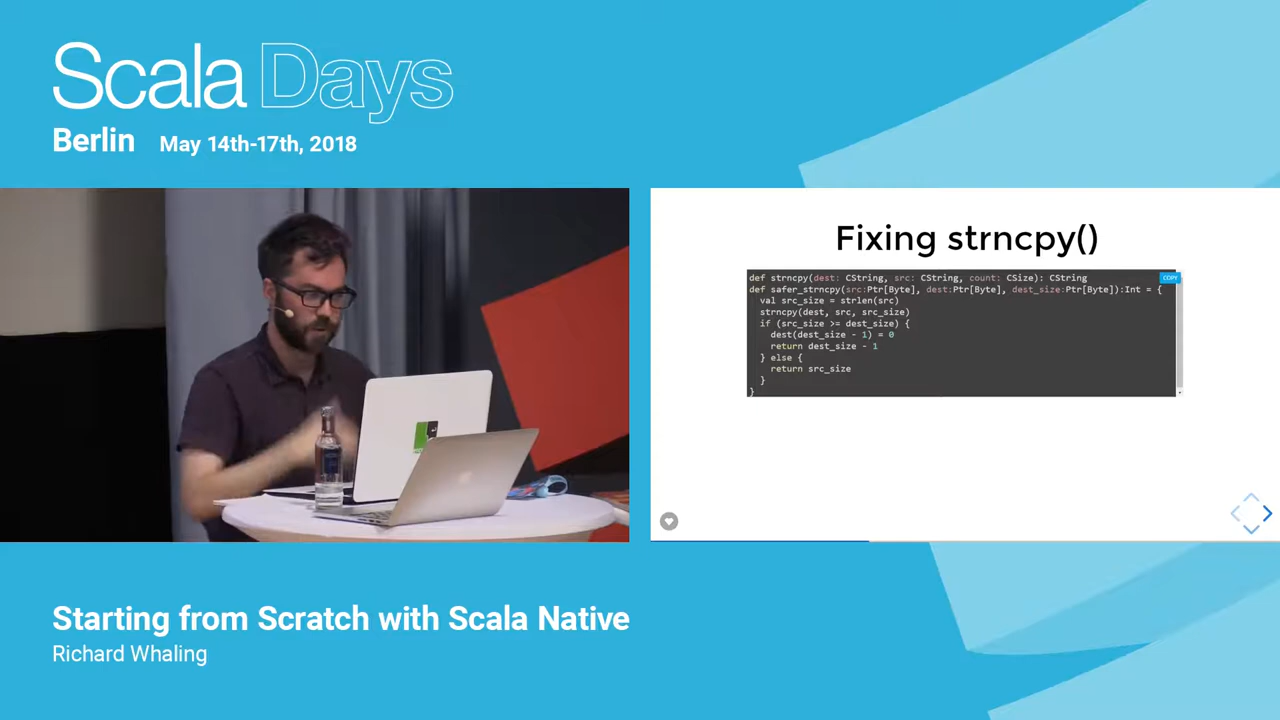 Scala Days
Berlin May 14th-17th, 2018
Fixing strncpy()
COPY
def strncpy(dest: CString, src: CString, count: CSize): CString
def safer_strncpy(src:Ptr[Byte], dest:Ptr[Byte], dest_size:Ptr[Byte]):Int = {
  val src_size = strlen(src)
  strncpy(dest, src, src_size)
  if (src_size >= dest_size) {
    dest(dest_size - 1) = 0
    return dest_size - 1
  } else {
    return src_size
  }
}
Starting from Scratch with Scala Native
Richard Whaling